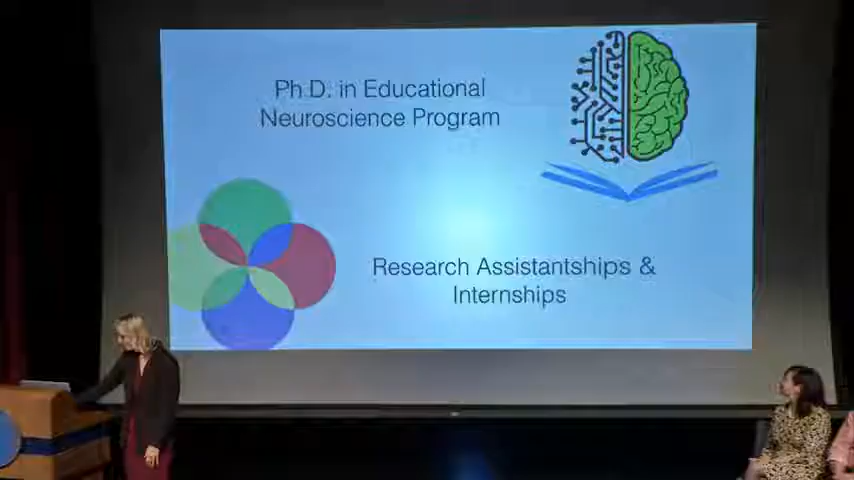 Ph.D. in Educational
Neuroscience Program
Research Assistantships &
Internships